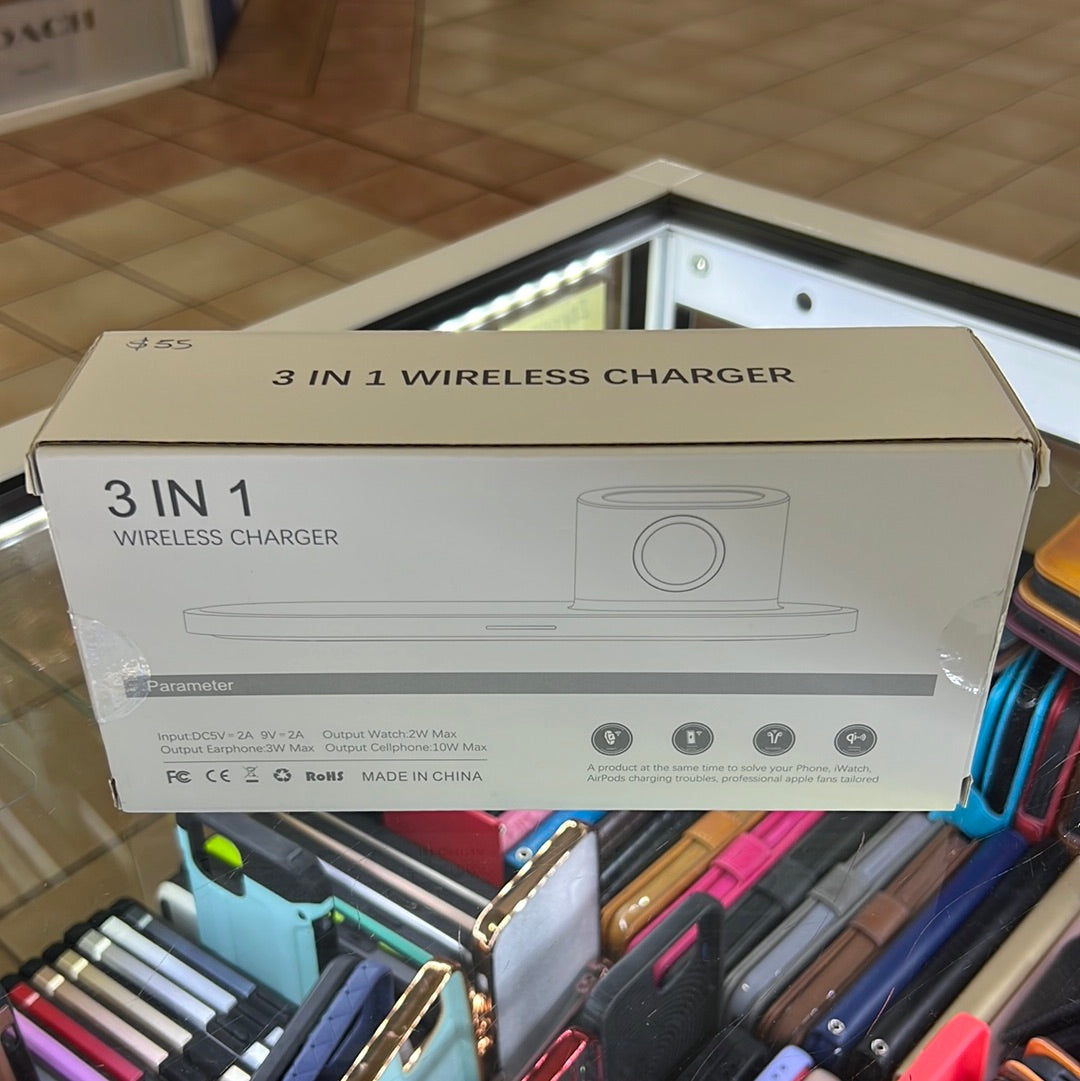 $55
3 IN 1 WIRELESS CHARGER
3 IN 1
WIRELESS CHARGER
Parameter
Input:DC5V=2A 9V=2A Output Watch:2W Max
Output Earphone:3W Max Output Cellphone:10W Max
FC CE RoHS MADE IN CHINA
qi
A product at the same time to solve your Phone, iWatch,
AirPods charging troubles, professional apple fans tailored